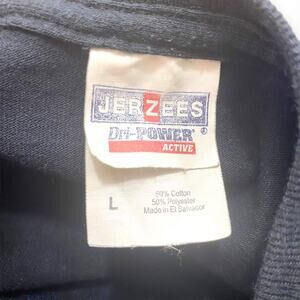 JERZEES
Dri-POWER®
ACTIVE
L
50% Cotton
50% Polyester
Made in El Salvador